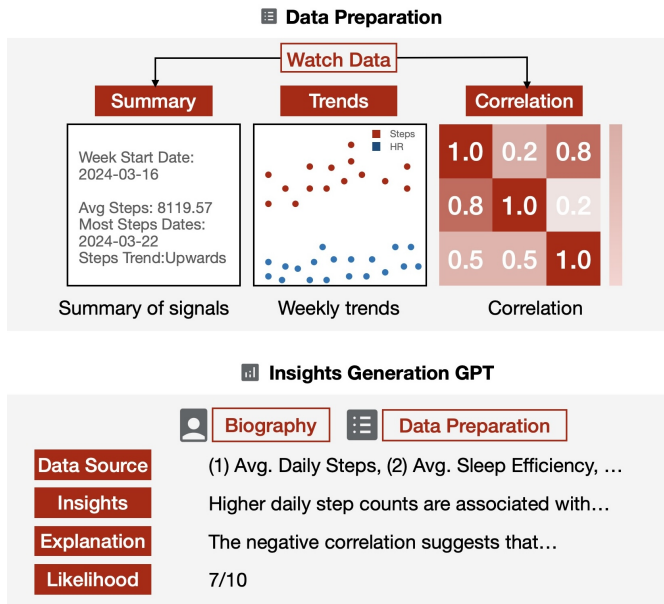 Data Preparation
Watch Data
Summary
Trends
Correlation
Week Start Date:
2024-03-16
Avg Steps: 8119.57
Most Steps Dates:
2024-03-22
Steps Trend:Upwards
Steps
HR
1.0 0.2 0.8
0.8 1.0 0.2
0.5 0.5 1.0
Summary of signals
Weekly trends
Correlation
Insights Generation GPT
Biography
Data Preparation
Data Source (1) Avg. Daily Steps, (2) Avg. Sleep Efficiency, …
Insights Higher daily step counts are associated with…
Explanation The negative correlation suggests that…
Likelihood 7/10